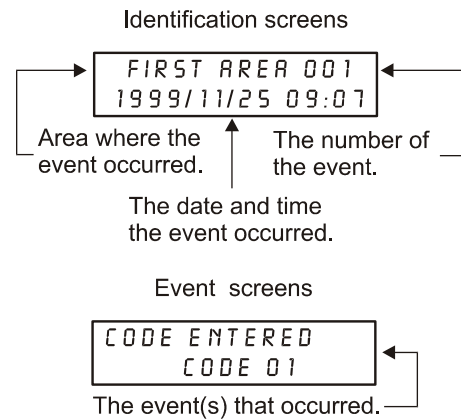 Identification screens
FIRST AREA 001
1999/11/25 09:07
Area where the
event occurred.
The number of
the event.
The date and time
the event occurred.
Event screens
CODE ENTERED
CODE 01
The event(s) that occurred.